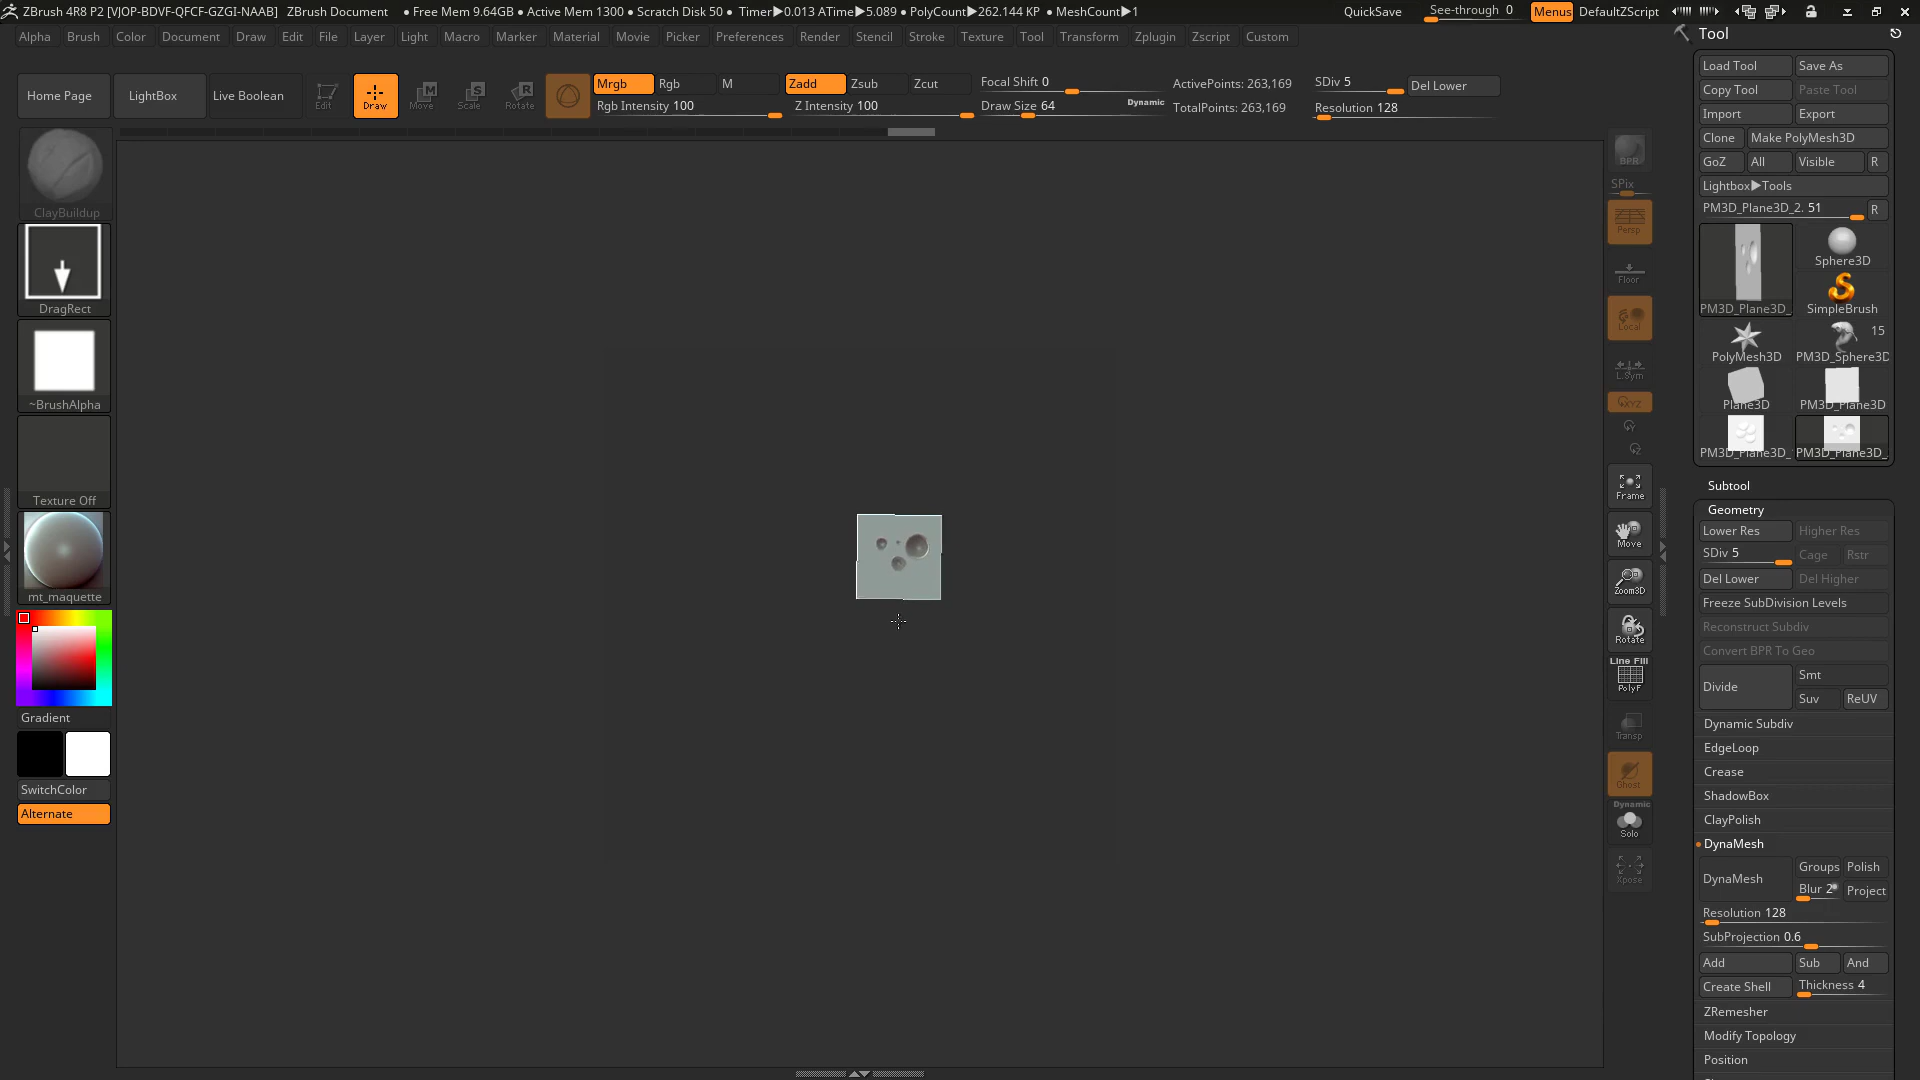 ZBrush 4R8 P2 [VJOP-BDVF-QFCF-GZGI-NAAB] ZBrush Document • Free Mem 9.64GB • Active Mem 1300 • Scratch Disk 50 • Timer▶0.013 ATime▶5.089 • PolyCount▶262.144 KP • MeshCount▶1 QuickSave See-through 0 Menus DefaultZScript
Alpha Brush Color Document Draw Edit File Layer Light Macro Marker Material Movie Picker Preferences Render Stencil Stroke Texture Tool Transform Zplugin Zscript Custom
Home Page LightBox Live Boolean Edit Draw Move Scale Rotate
Mrgb Rgb M Zadd Zsub Zcut Focal Shift 0 ActivePoints: 263,169 SDiv 5 Del Lower
Rgb Intensity 100 Z Intensity 100 Draw Size 64 Dynamic TotalPoints: 263,169 Resolution 128
ClayBuildup
DragRect
~BrushAlpha
Texture Off
mt_maquette
Gradient
SwitchColor
Alternate
BPR
SPix
Persp
Floor
Local
L.Sym
XYZ
Y
Z
Frame
Move
Zoom3D
Rotate
Line Fill
PolyF
Transp
Ghost
Dynamic
Solo
Xpose
Tool
Load Tool Save As
Copy Tool Paste Tool
Import Export
Clone Make PolyMesh3D
GoZ All Visible R
Lightbox▶Tools
PM3D_Plane3D_2. 51 R
Sphere3D
PM3D_Plane3D_ SimpleBrush
15
PolyMesh3D PM3D_Sphere3D
Plane3D PM3D_Plane3D
PM3D_Plane3D_ PM3D_Plane3D_
Subtool
Geometry
Lower Res Higher Res
SDiv 5 Cage Rstr
Del Lower Del Higher
Freeze SubDivision Levels
Reconstruct Subdiv
Convert BPR To Geo
Divide Smt
Suv ReUV
Dynamic Subdiv
EdgeLoop
Crease
ShadowBox
ClayPolish
DynaMesh
DynaMesh Groups Polish
Blur 2 Project
Resolution 128
SubProjection 0.6
Add Sub And
Create Shell Thickness 4
ZRemesher
Modify Topology
Position